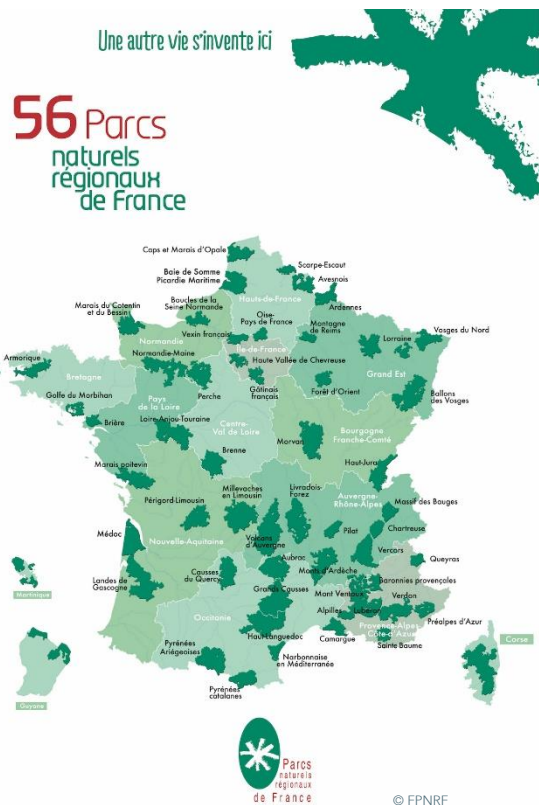 Une autre vie s'invente ici
56 Parcs
naturels
régionaux
de France
Caps et Marais d'Opale
Scarpe-Escaut
Baie de Somme
Picardie Maritime
Avesnois
Hauts-de-France
Ardennes
Marais du Cotentin
et du Bessin
Boucles de la
Seine Normande
Oise-
Pays de France
Montagne
de Reims
Vosges du Nord
Normandie
Vexin français
Île-de-France
Lorraine
Armorique
Normandie-Maine
Haute Vallée de Chevreuse
Grand Est
Bretagne
Perche
Gâtinais
français
Forêt d'Orient
Ballons
des Vosges
Golfe du Morbihan
Pays
de la Loire
Brière
Loire-Anjou-Touraine
Centre-
Val de Loire
Bourgogne
Franche-Comté
Morvan
Brenne
Haut-Jura
Marais poitevin
Millevaches
en Limousin
Livradois-
Forez
Auvergne-
Rhône-Alpes
Massif des Bauges
Périgord-Limousin
Chartreuse
Médoc
Nouvelle-Aquitaine
Volcans
d'Auvergne
Pilat
Vercors
Aubrac
Queyras
Landes de
Gascogne
Causses
du Quercy
Monts d'Ardèche
Baronnies provençales
Grands Causses
Mont Ventoux
Verdon
Martinique
Alpilles
Luberon
Occitanie
Préalpes d'Azur
Provence-Alpes
Côte-d'Azur
Haut-Languedoc
Camargue
Sainte Baume
Corse
Pyrénées
Ariégeoises
Narbonnaise
en Méditerranée
Pyrénées
catalanes
Guyane
Parcs
naturels
régionaux
de France
© FPNRF